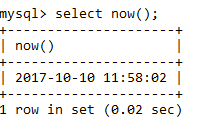 mysql> select now();
+---------------------+
| now()               |
+---------------------+
| 2017-10-10 11:58:02 |
+---------------------+
1 row in set (0.02 sec)